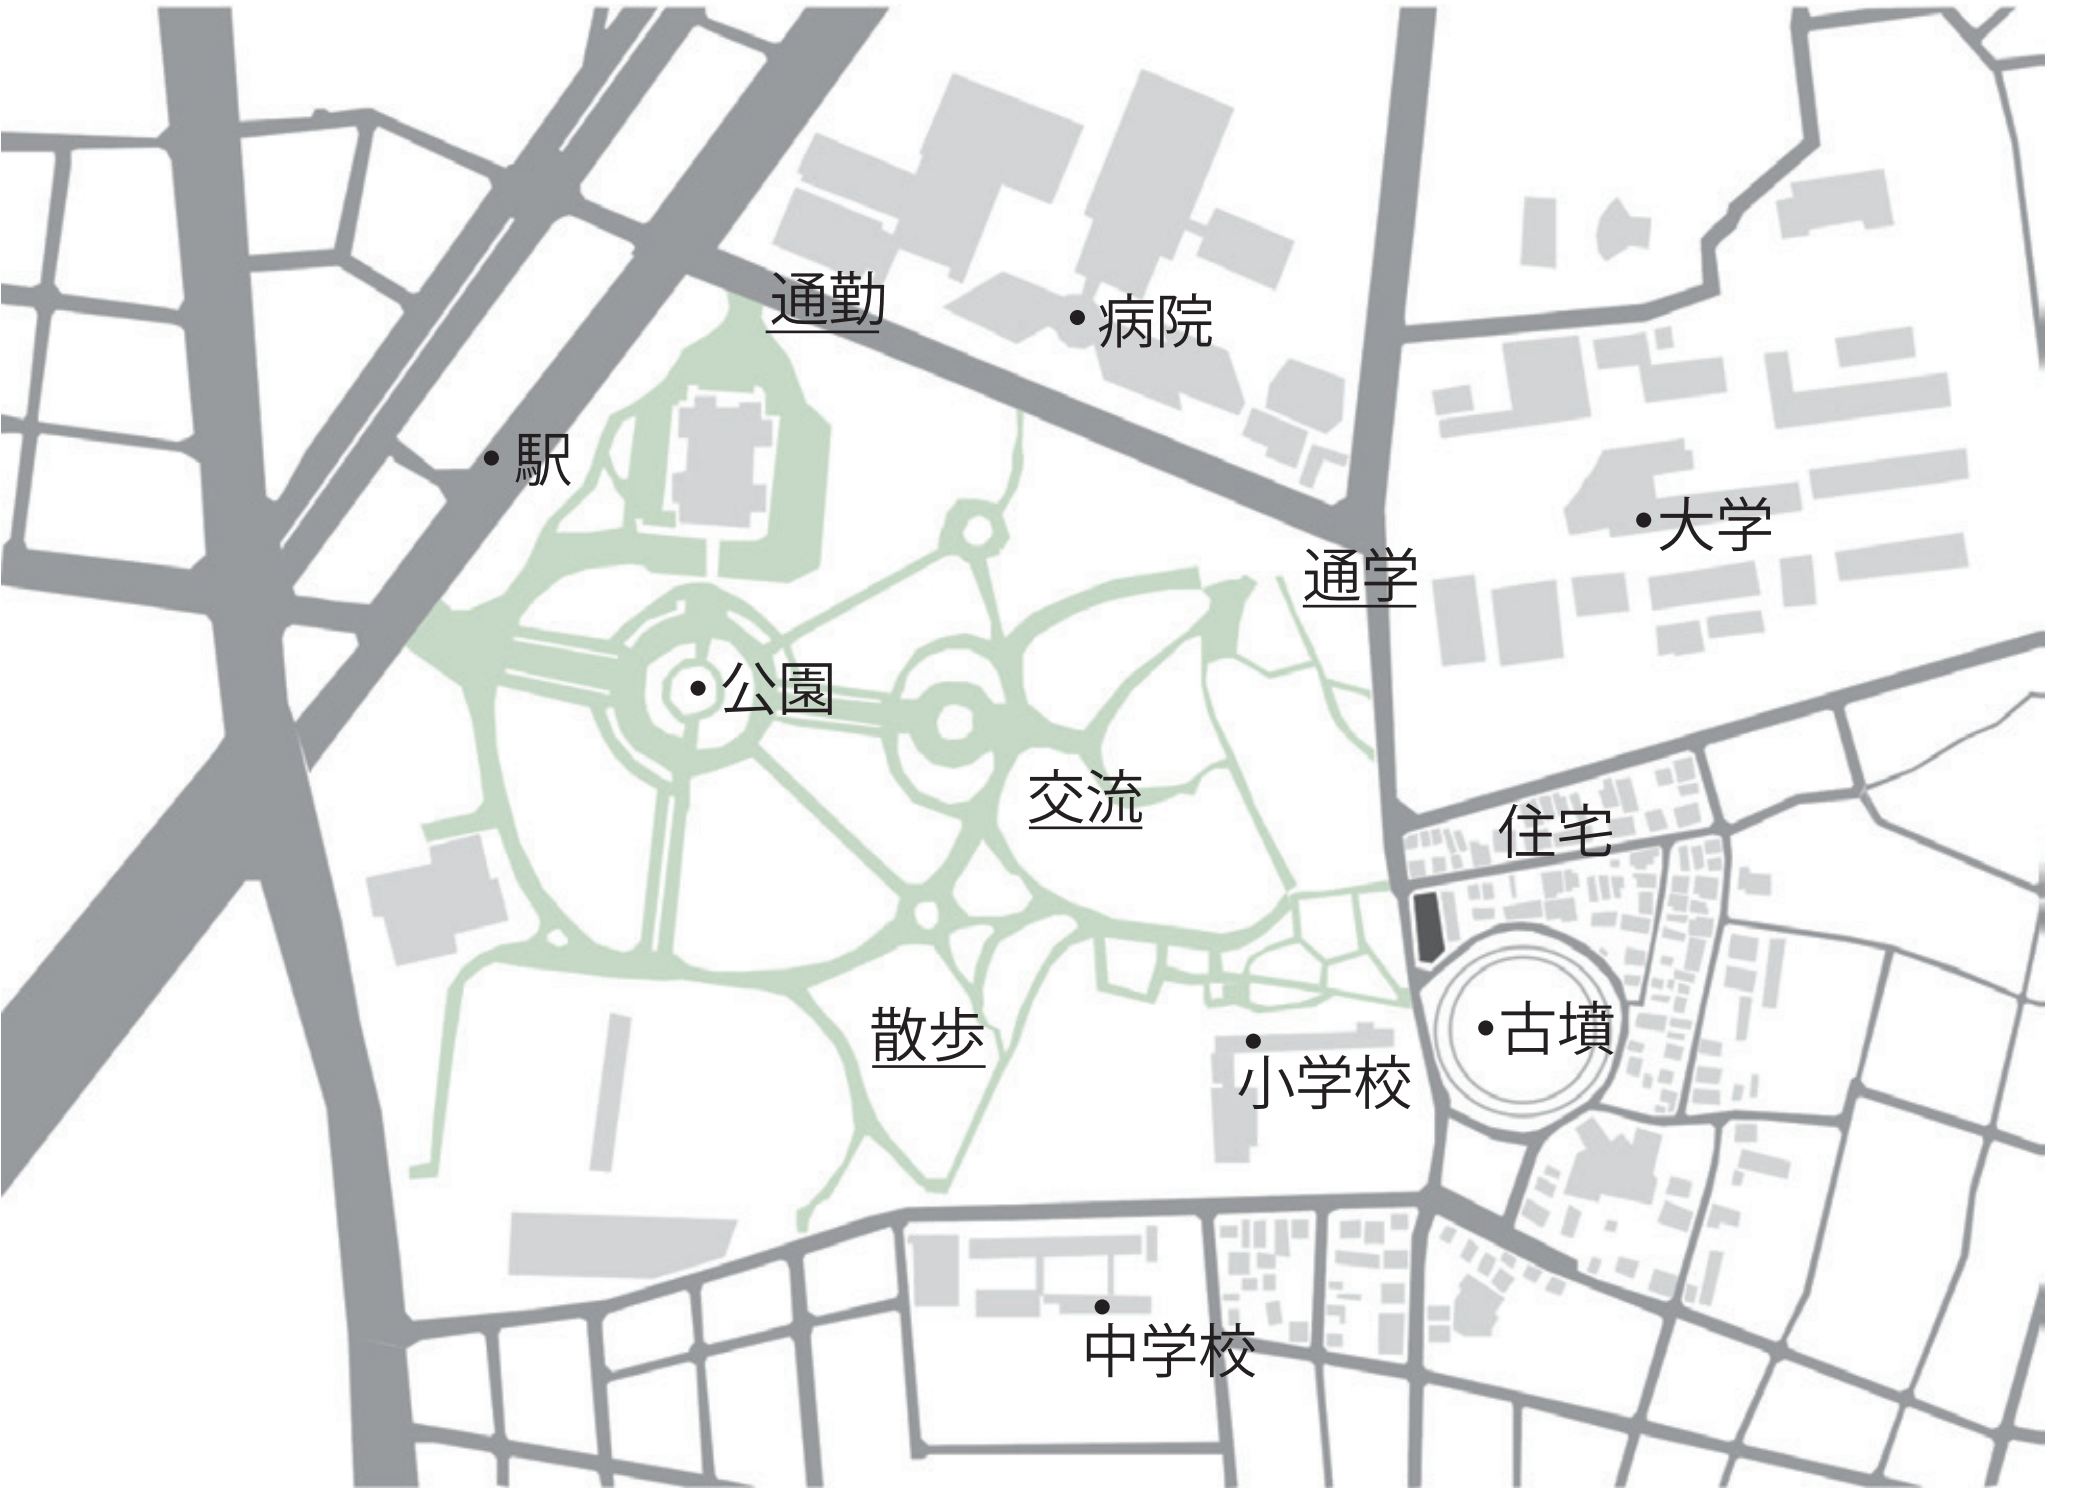 通勤
病院
駅
大学
通学
公園
交流
住宅
散歩
古墳
小学校
中学校